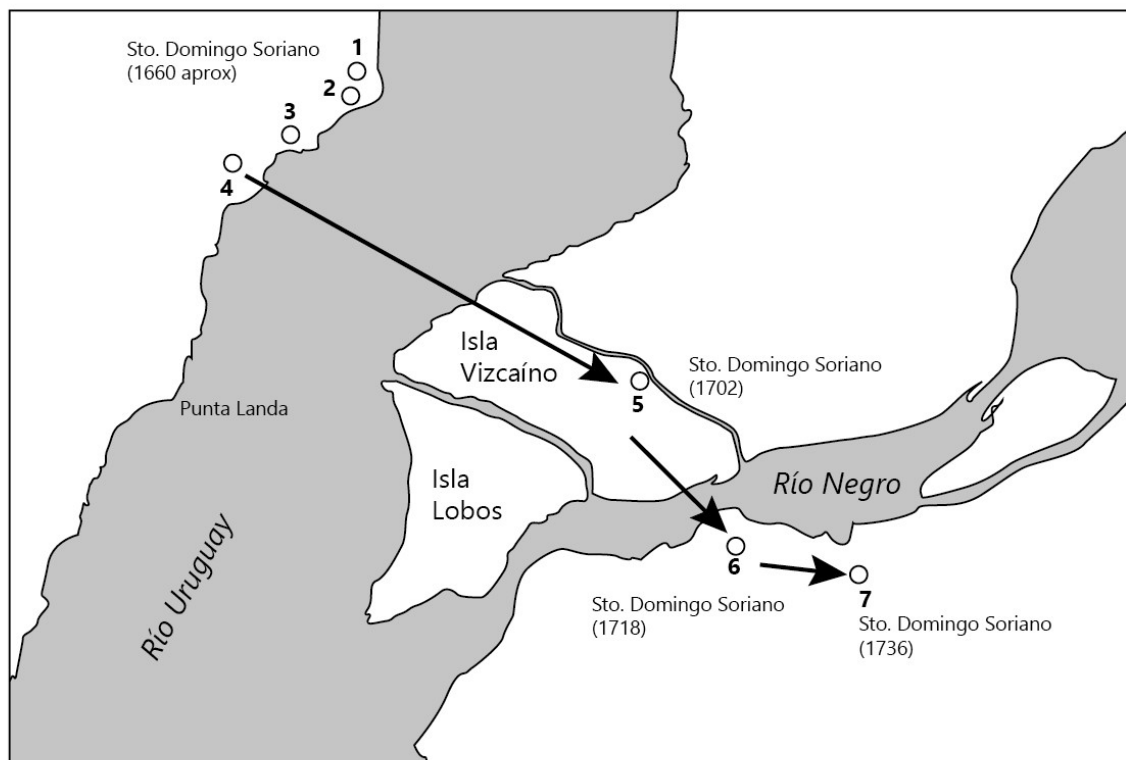 Sto. Domingo Soriano
(1660 aprox)
1
2
3
4
Isla
Vizcaíno
Sto. Domingo Soriano
(1702)
5
Punta Landa
Isla
Lobos
Río Negro
Río Uruguay
6
Sto. Domingo Soriano
(1718)
7
Sto. Domingo Soriano
(1736)